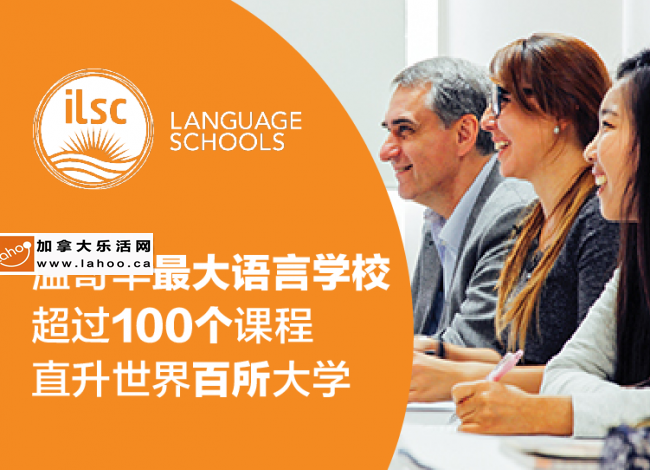 ilsc
LANGUAGE
SCHOOLS
加拿大乐活网
www.lahoo.ca
最大语言学校
超过100个课程
直升世界百所大学